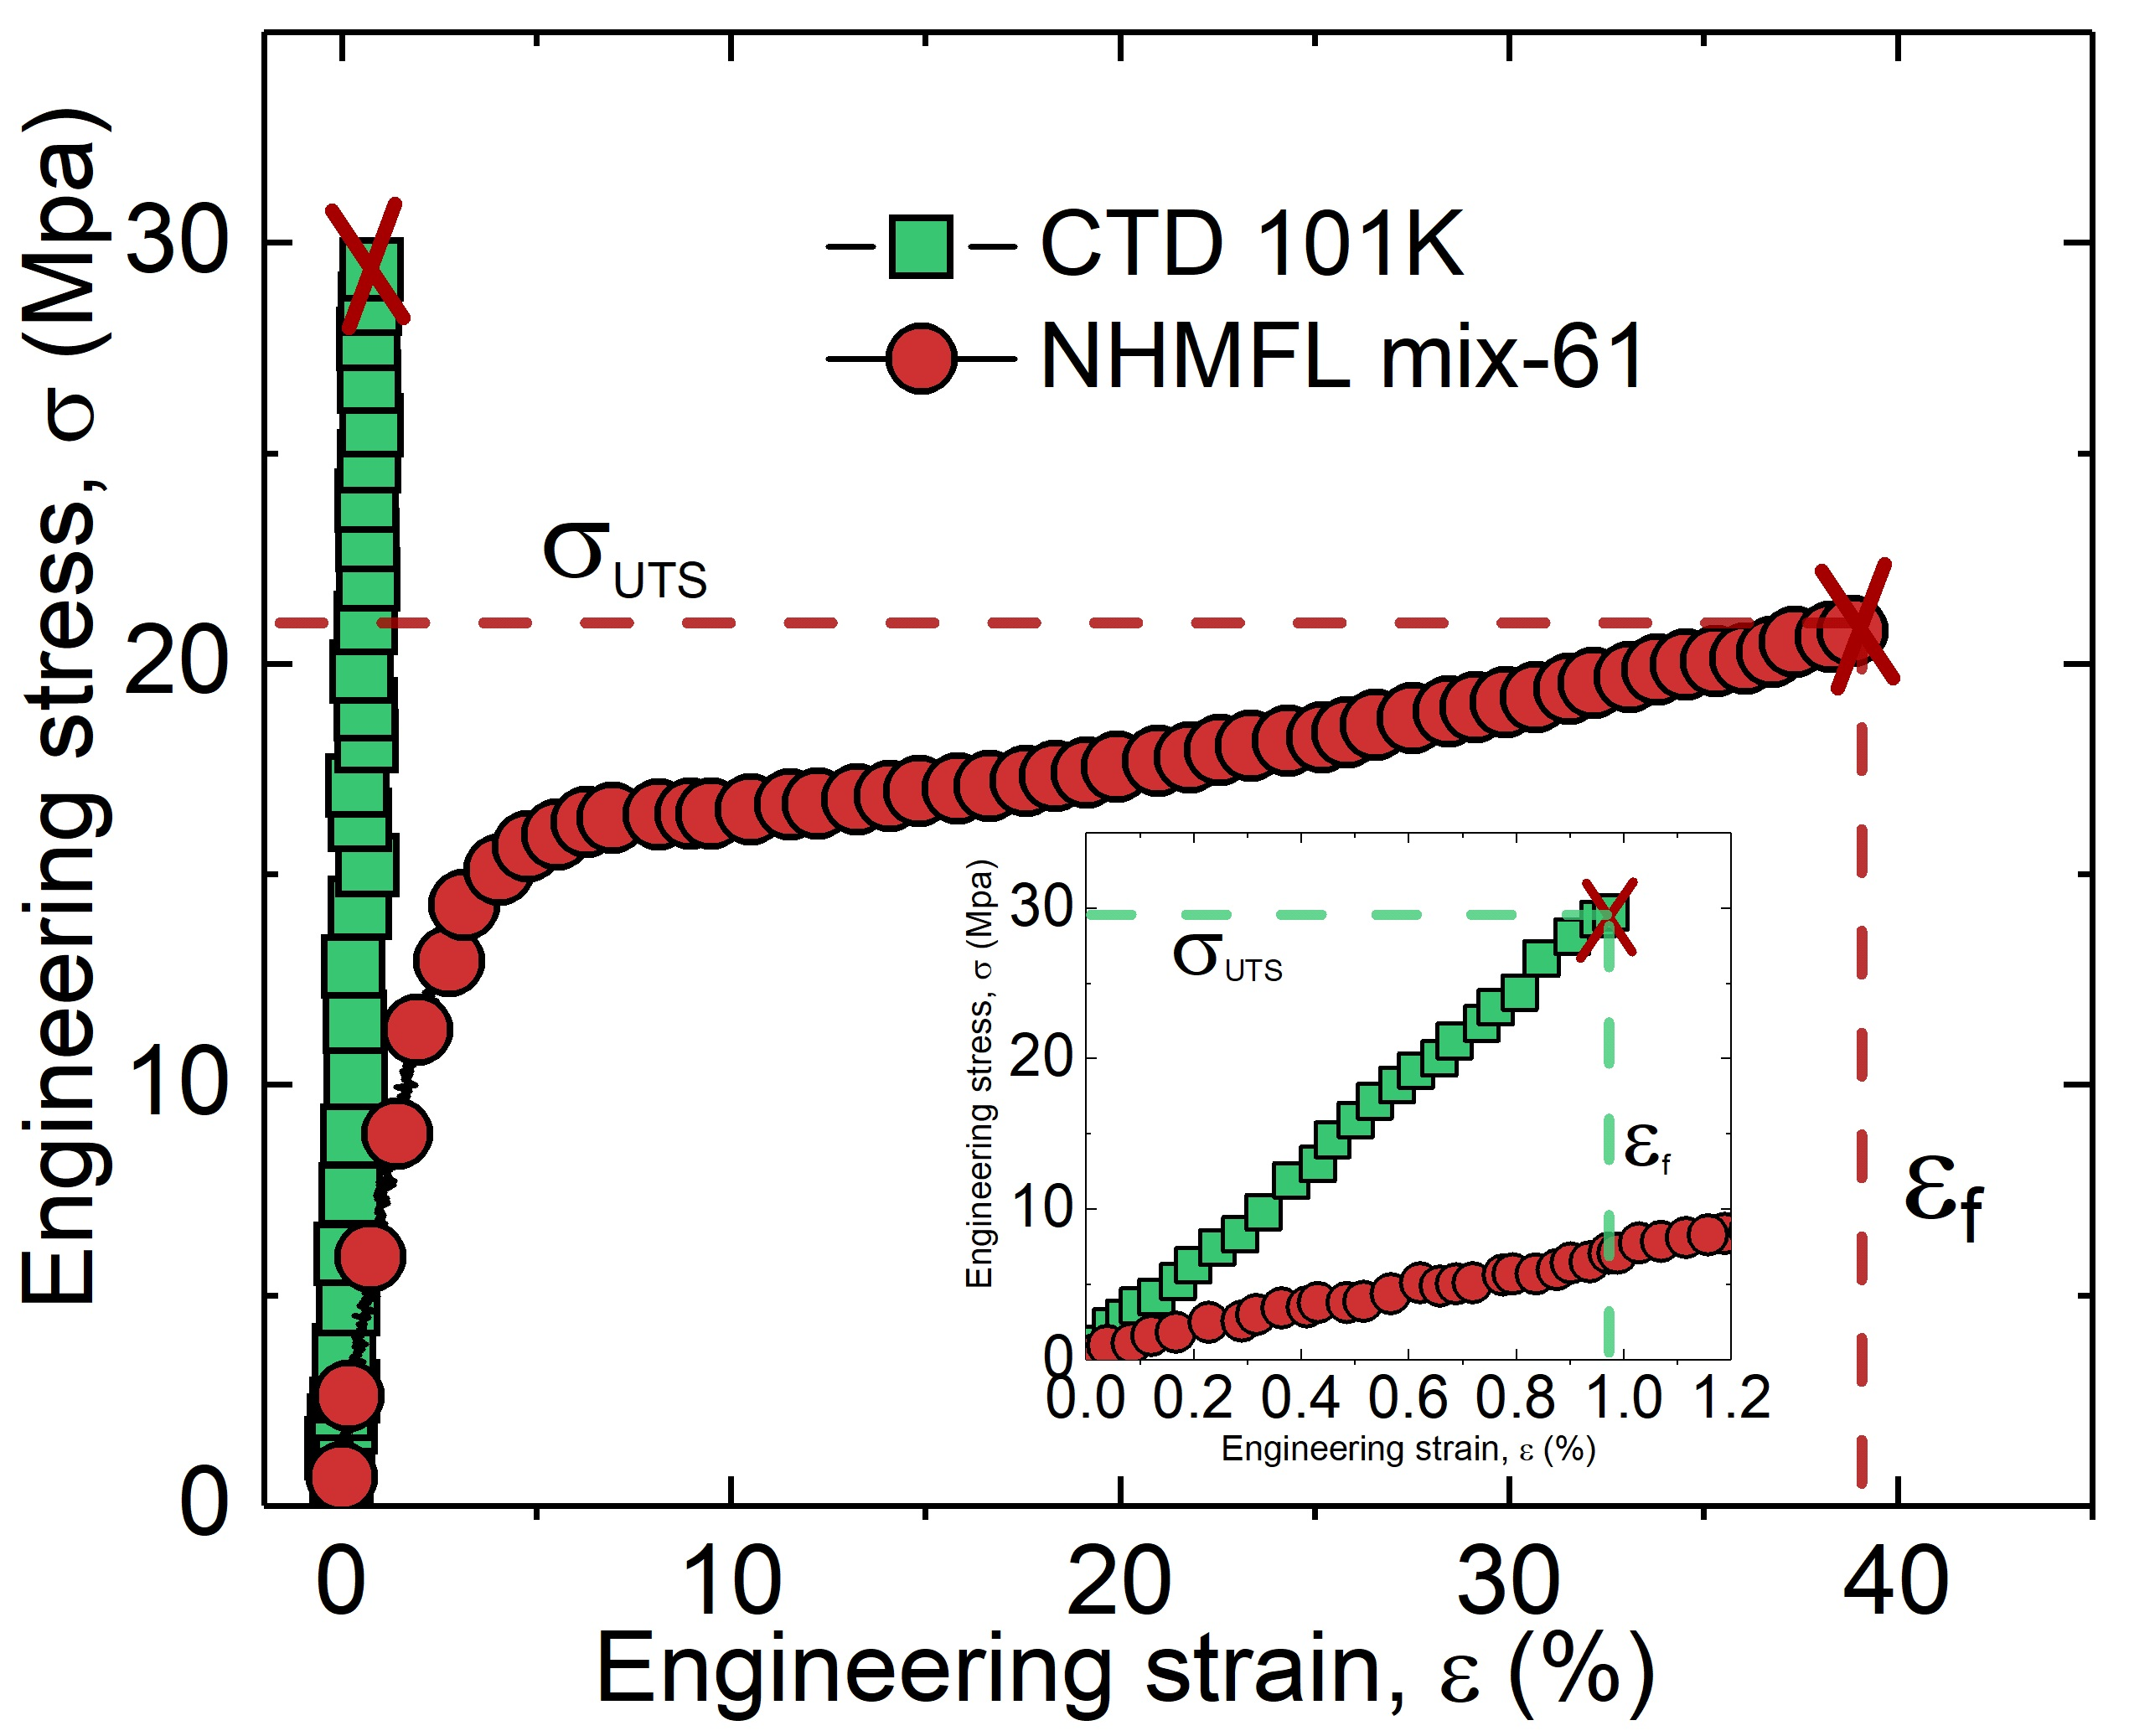 Engineering stress, σ (Mpa)
30
20
10
0
CTD 101K
NHMFL mix-61
σUTS
Engineering stress, σ (Mpa)
30
20
10
0
σUTS
εf
0.0 0.2 0.4 0.6 0.8 1.0 1.2
Engineering strain, ε (%)
εf
0 10 20 30 40
Engineering strain, ε (%)